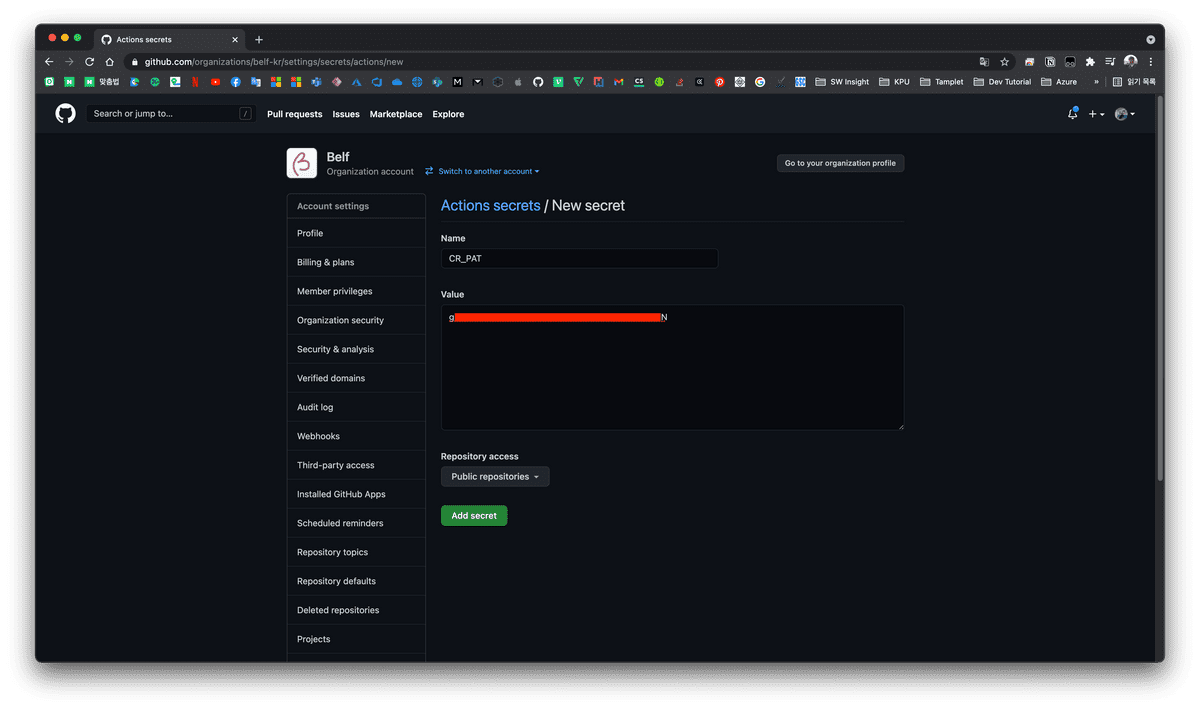 Actions secrets
github.com/organizations/belf-kr/settings/secrets/actions/new
맞춤법
CS
SW Insight
KPU
Tamplet
Dev Tutorial
Azure
»
읽기 목록
Search or jump to...
/
Pull requests
Issues
Marketplace
Explore
Belf
Organization account
Switch to another account
Go to your organization profile
Account settings
Profile
Billing & plans
Member privileges
Organization security
Security & analysis
Verified domains
Audit log
Webhooks
Third-party access
Installed GitHub Apps
Scheduled reminders
Repository topics
Repository defaults
Deleted repositories
Projects
Actions secrets / New secret
Name
CR_PAT
Value
g N
Repository access
Public repositories
Add secret